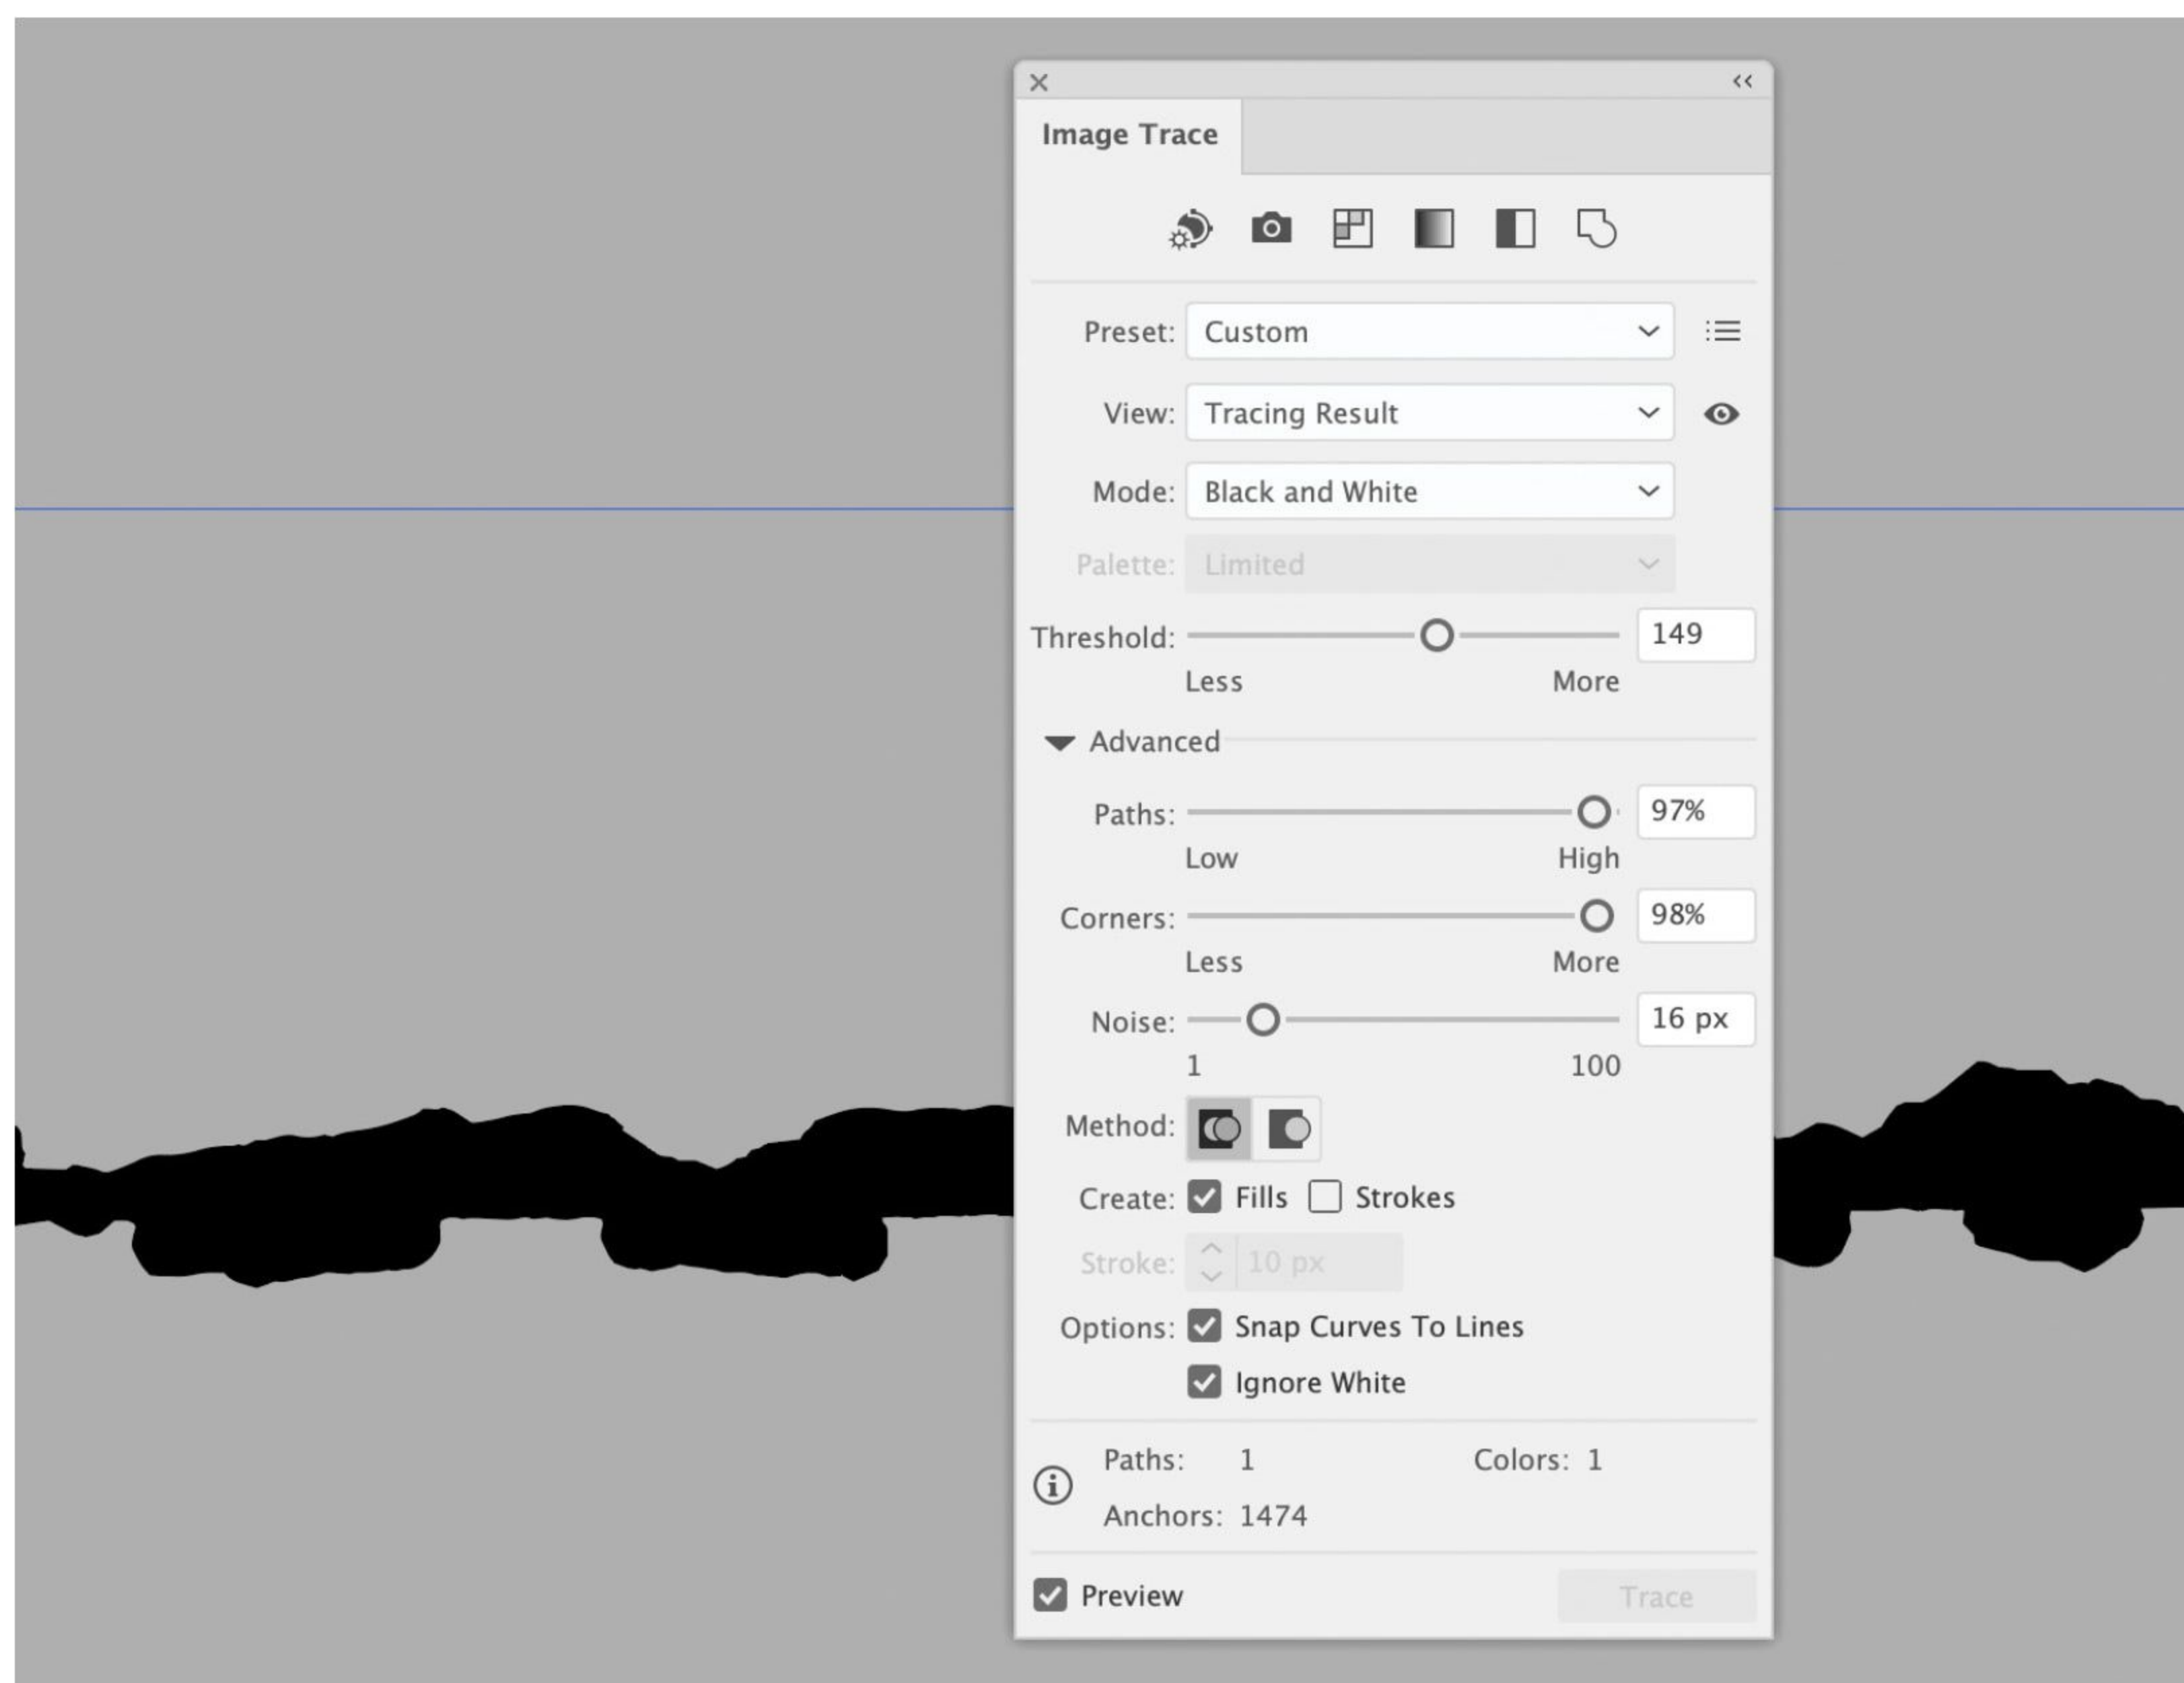 Image Trace
Preset: Custom
View: Tracing Result
Mode: Black and White
Palette: Limited
Threshold: 149
Less More
Advanced
Paths: 97%
Low High
Corners: 98%
Less More
Noise: 16 px
1 100
Method:
Create: Fills Strokes
Stroke: 10 px
Options: Snap Curves To Lines
Ignore White
Paths: 1 Colors: 1
Anchors: 1474
Preview Trace